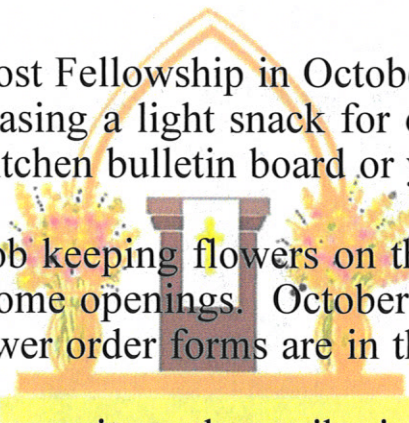 ost Fellowship in Octobe
asing a light snack for
tchen bulletin board or
ob keeping flowers on th
ome openings. October
wer order forms are in th